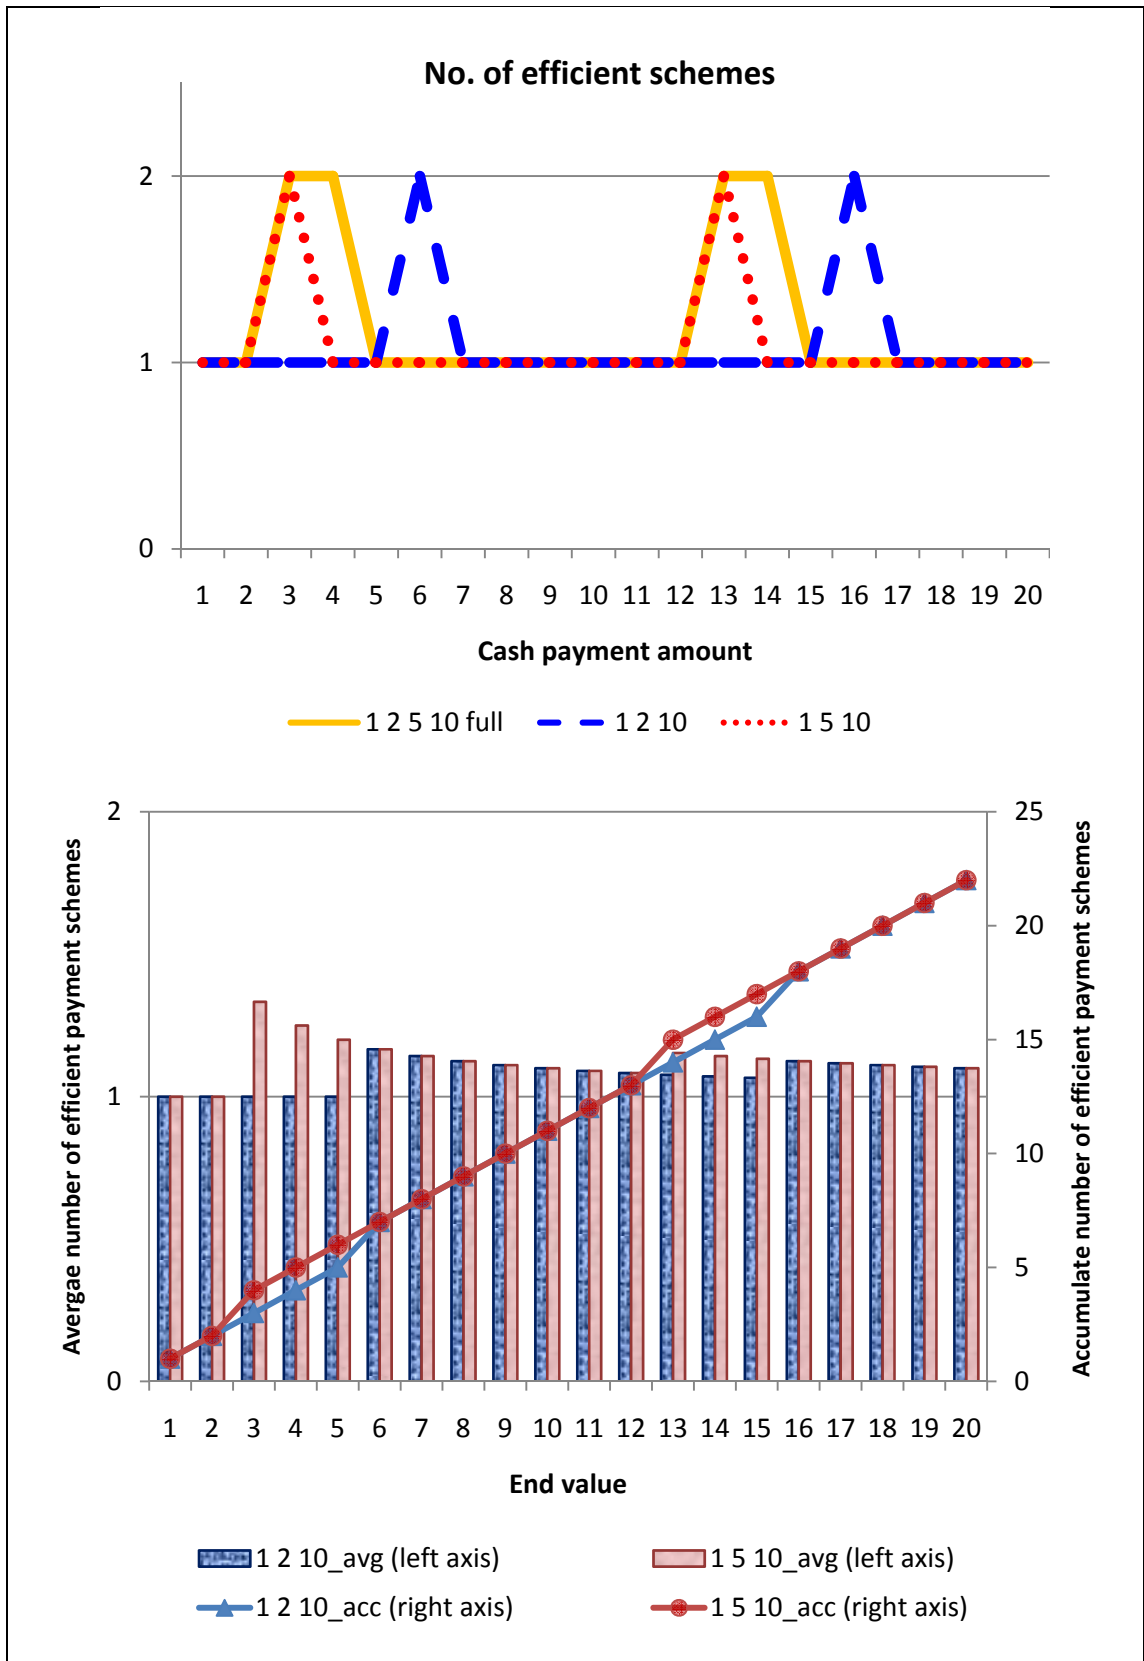 No. of efficient schemes
2
1
0
1 2 3 4 5 6 7 8 9 10 11 12 13 14 15 16 17 18 19 20
Cash payment amount
1 2 5 10 full 1 2 10 1 5 10
2
1
0
Avergae number of efficient payment schemes
25
20
15
10
5
0
Accumulate number of efficient payment schemes
1 2 3 4 5 6 7 8 9 10 11 12 13 14 15 16 17 18 19 20
End value
1 2 10_avg (left axis) 1 5 10_avg (left axis)
1 2 10_acc (right axis) 1 5 10_acc (right axis)